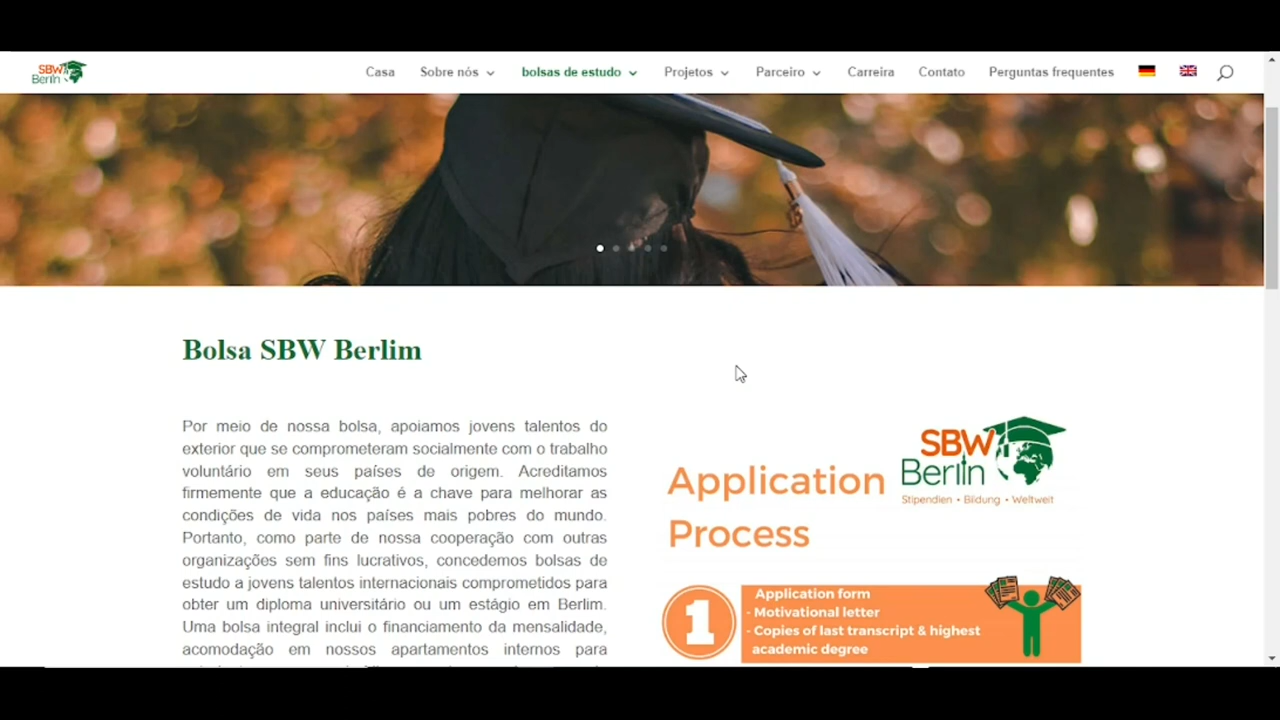 SBW
Berlin
Casa Sobre nós bolsas de estudo Projetos Parceiro Carreira Contato Perguntas frequentes
Bolsa SBW Berlim
Por meio de nossa bolsa, apoiamos jovens talentos do
exterior que se comprometeram socialmente com o trabalho
voluntário em seus países de origem. Acreditamos
firmemente que a educação é a chave para melhorar as
condições de vida nos países mais pobres do mundo.
Portanto, como parte de nossa cooperação com outras
organizações sem fins lucrativos, concedemos bolsas de
estudo a jovens talentos internacionais comprometidos para
obter um diploma universitário ou um estágio em Berlim.
Uma bolsa integral inclui o financiamento da mensalidade,
acomodação em nossos apartamentos internos para
SBW
Berlin
Stipendien • Bildung • Weltweit
Application
Process
1
Application form
- Motivational letter
- Copies of last transcript & highest
academic degree